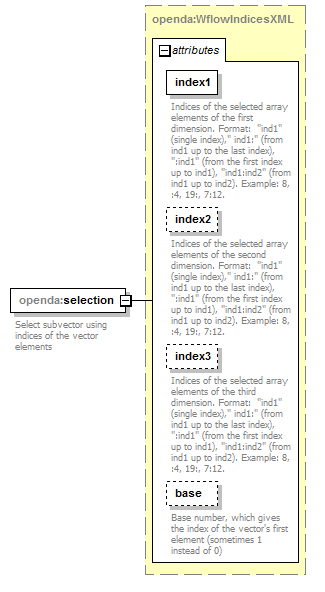 openda:WflowIndicesXML
attributes
index1
Indices of the selected array
elements of the first
dimension. Format:  "ind1"
(single index)," ind1:" (from
ind1 up to the last index),
":ind1" (from the first index
up to ind1), "ind1:ind2" (from
ind1 up to ind2). Example: 8,
:4, 19:, 7:12.
index2
Indices of the selected array
elements of the second
dimension. Format:  "ind1"
(single index)," ind1:" (from
ind1 up to the last index),
":ind1" (from the first index
up to ind1), "ind1:ind2" (from
ind1 up to ind2). Example: 8,
:4, 19:, 7:12.
openda:selection
Select subvector using
indices of the vector
elements
index3
Indices of the selected array
elements of the third
dimension. Format:  "ind1"
(single index)," ind1:" (from
ind1 up to the last index),
":ind1" (from the first index
up to ind1), "ind1:ind2" (from
ind1 up to ind2). Example: 8,
:4, 19:, 7:12.
base
Base number, which gives
the index of the vector's first
element (sometimes 1
instead of 0)